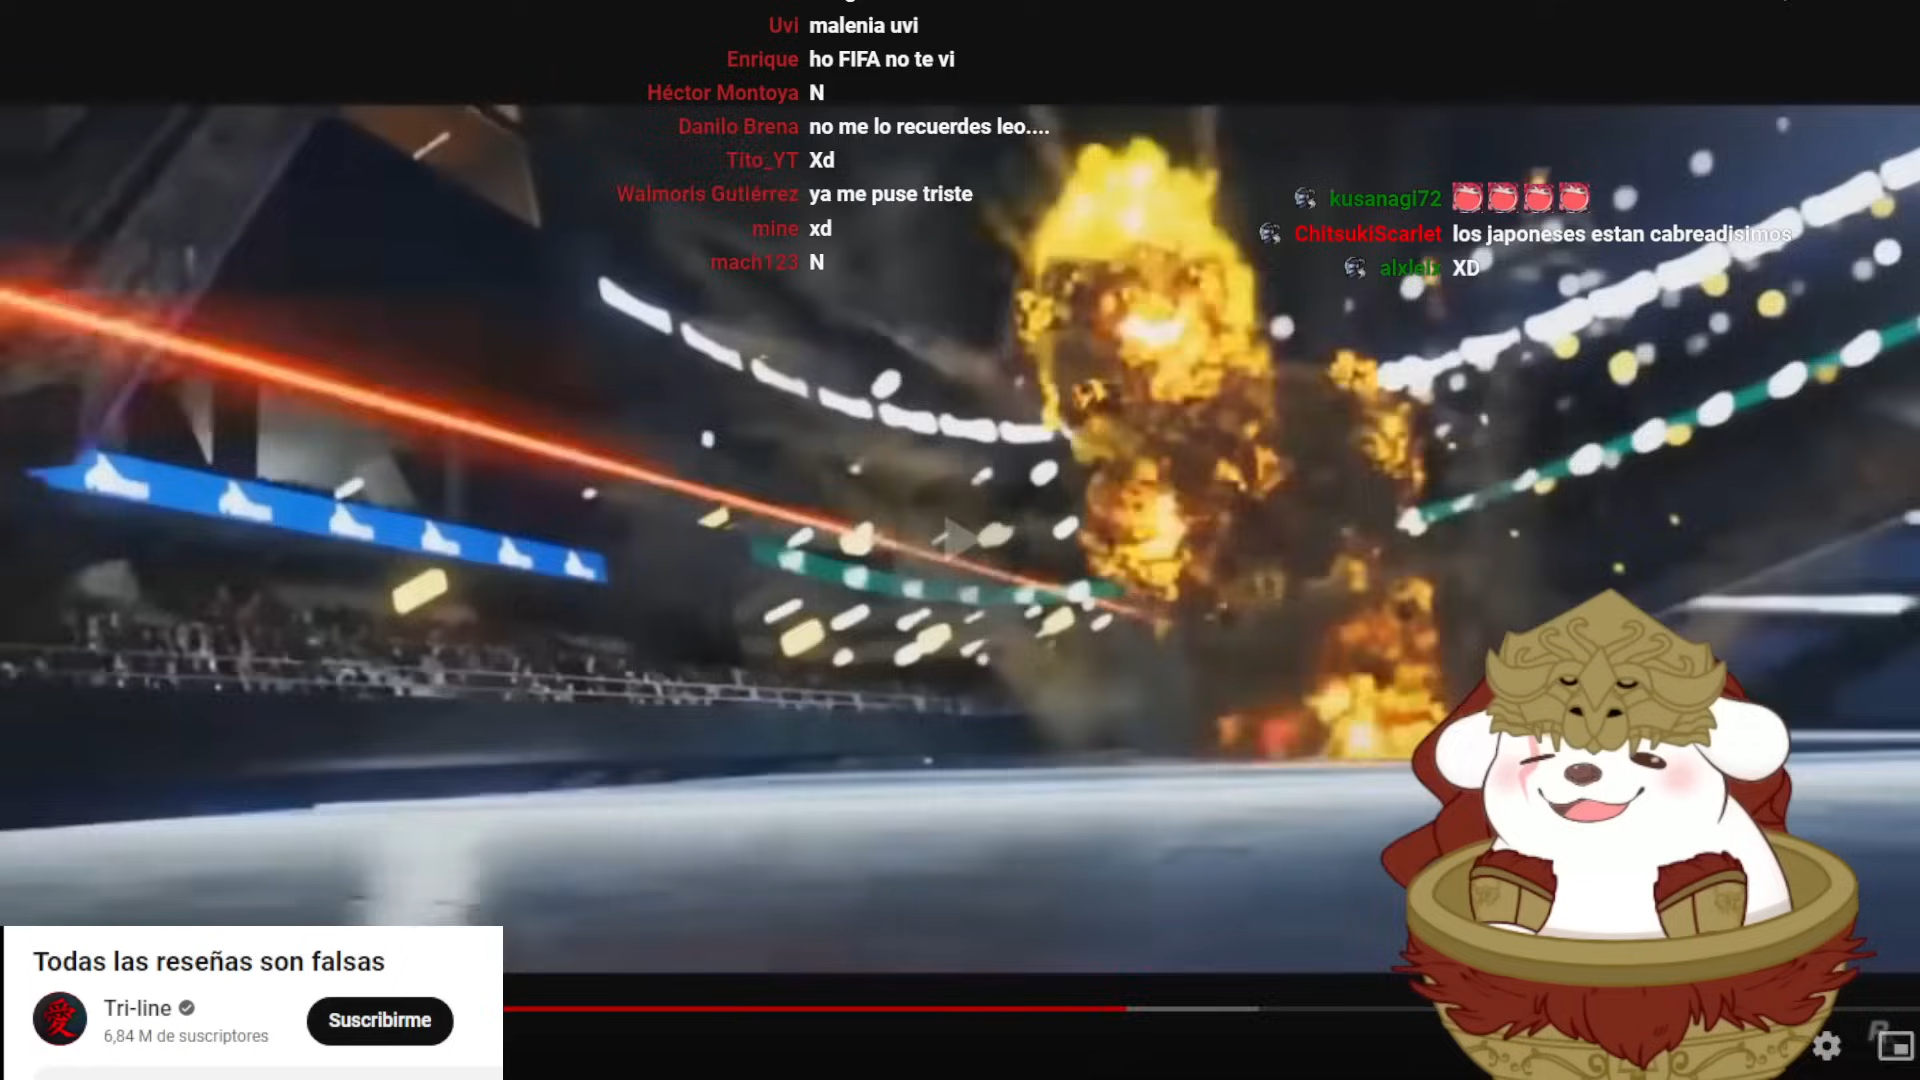 Uvi malenia uvi
Enrique ho FIFA no te vi
Héctor Montoya N
Danilo Brena no me lo recuerdes leo....
Tito_YT Xd
Walmoris Gutiérrez ya me puse triste
mine xd
mach123 N
kusanagi72
ChitsukiScarlet los japoneses estan cabreadisimos
alxleix XD
Todas las reseñas son falsas
愛
Tri-line
6,84 M de suscriptores
Suscribirme